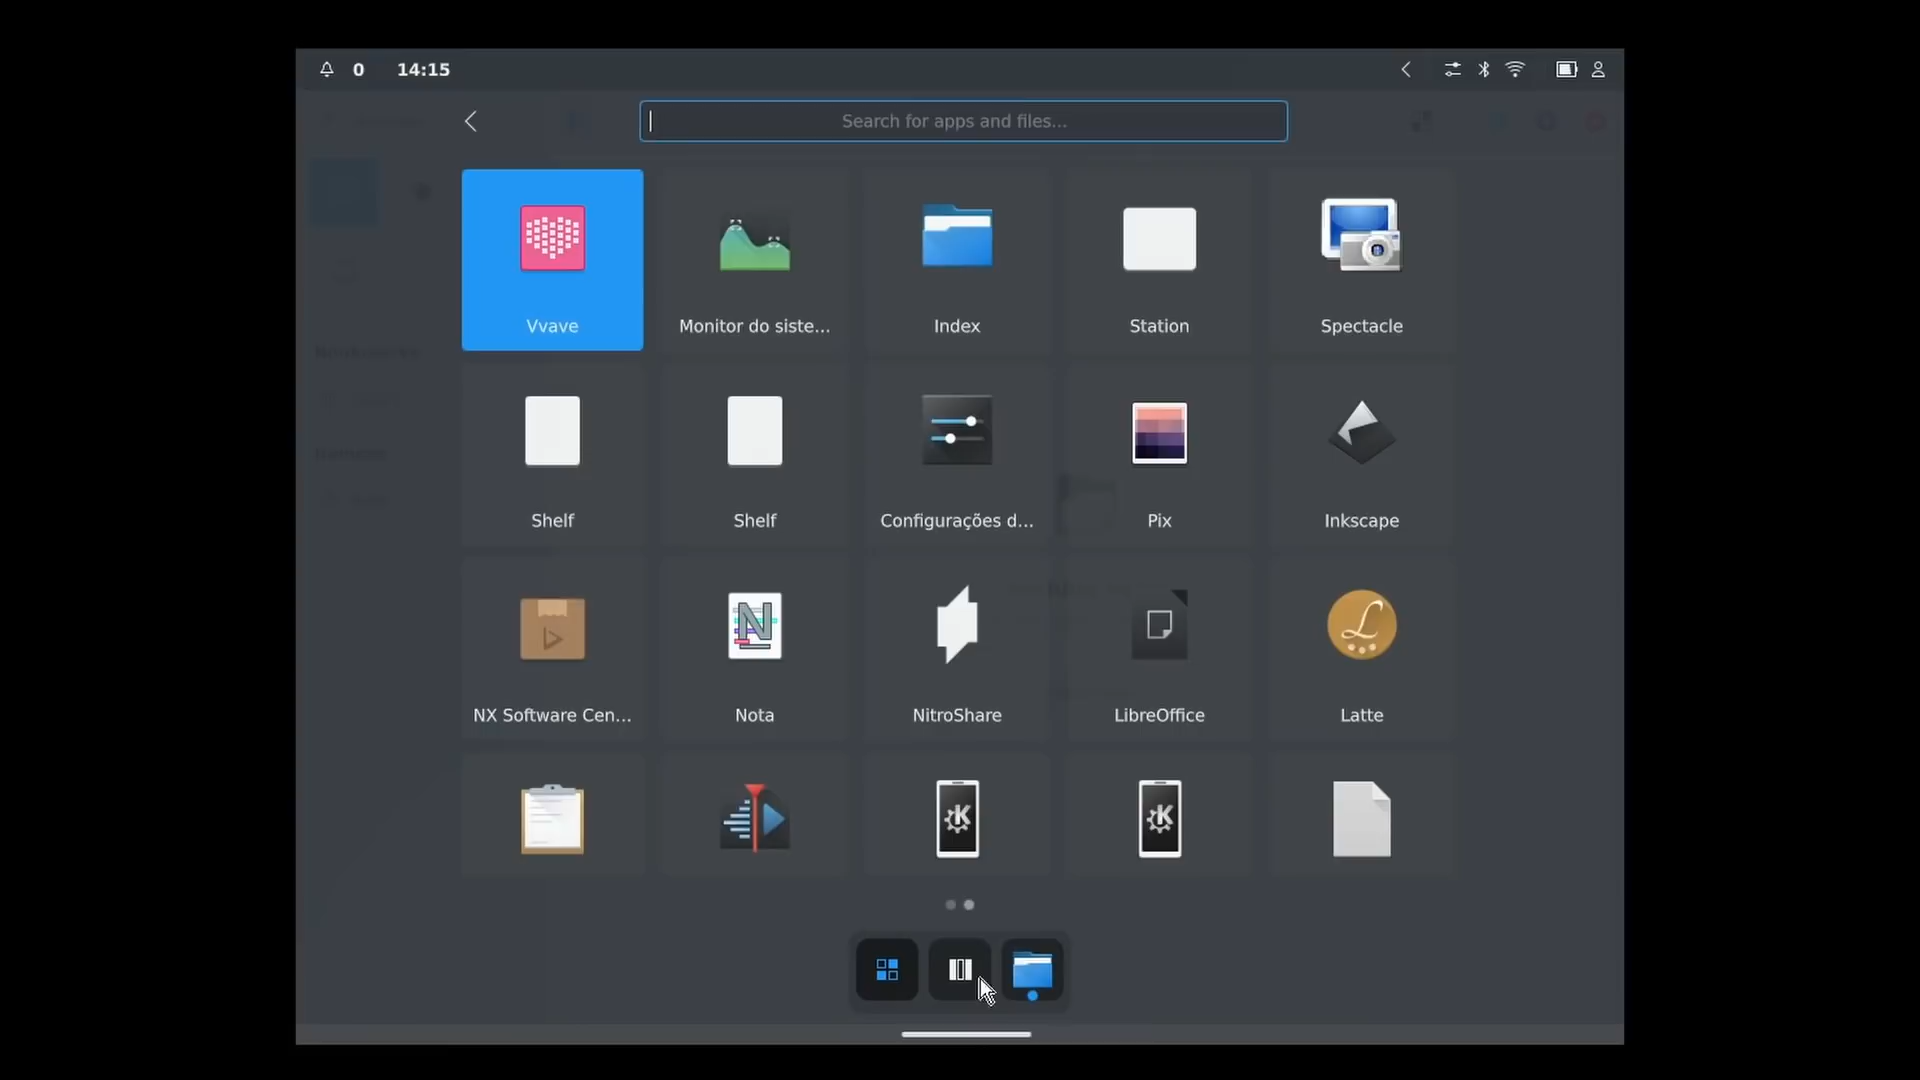 0 14:15
Search for apps and files...
Vvave Monitor do siste... Index Station Spectacle
Shelf Shelf Configurações d... Pix Inkscape
NX Software Cen... Nota NitroShare LibreOffice Latte